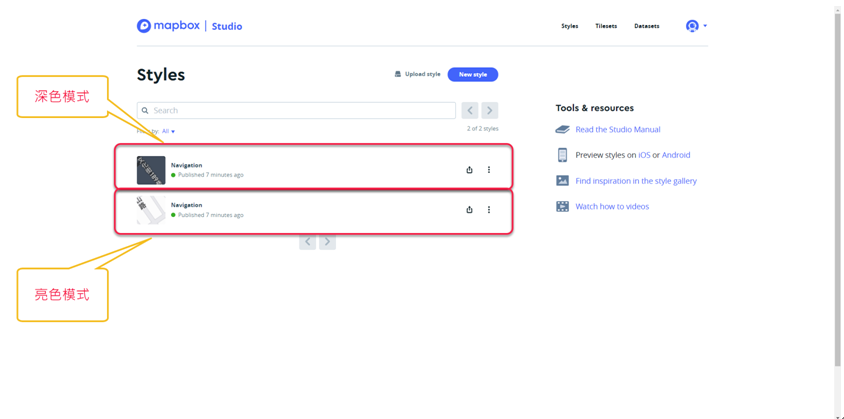 mapbox | Studio
Styles Tilesets Datasets
Styles
Upload style New style
深色模式
Search
by: All
2 of 2 styles
Tools & resources
Read the Studio Manual
Preview styles on iOS or Android
Find inspiration in the style gallery
Watch how to videos
Navigation
Published 7 minutes ago
Navigation
Published 7 minutes ago
亮色模式